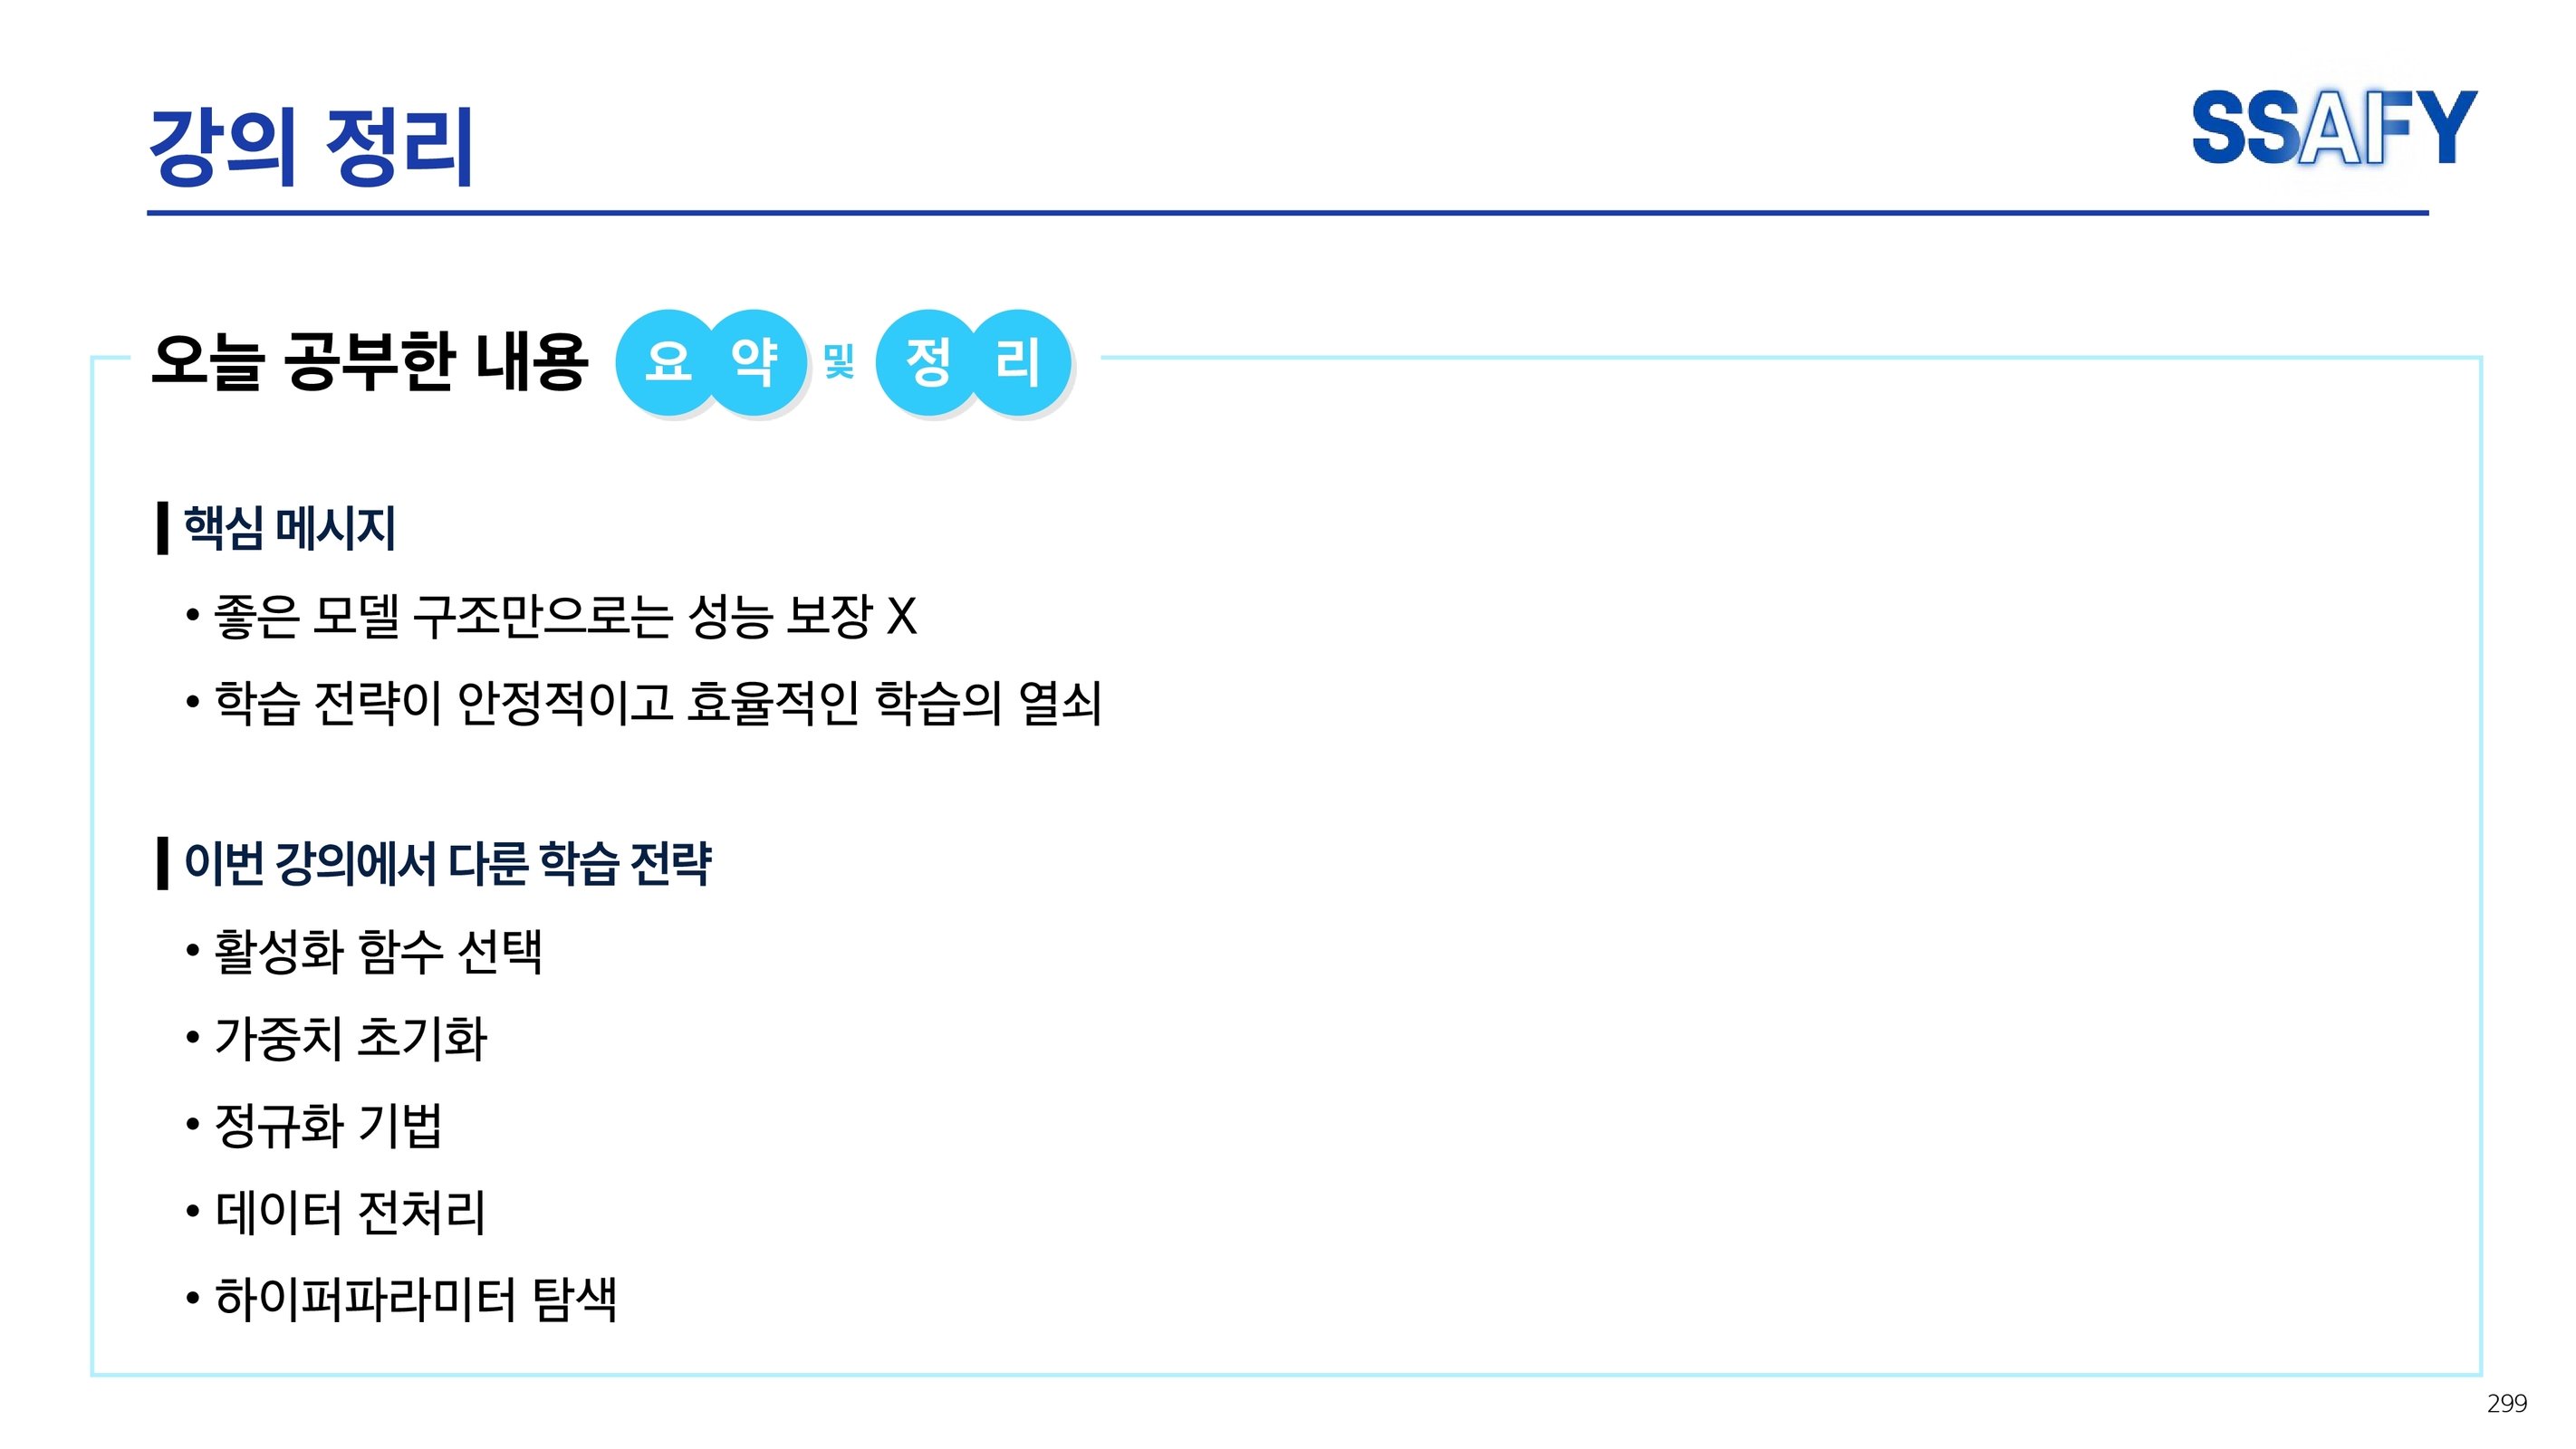 강의 정리
SSAFY
오늘 공부한 내용 요약 및 정리
핵심 메시지
• 좋은 모델 구조만으로는 성능 보장 X
• 학습 전략이 안정적이고 효율적인 학습의 열쇠
이번 강의에서 다룬 학습 전략
• 활성화 함수 선택
• 가중치 초기화
• 정규화 기법
• 데이터 전처리
• 하이퍼파라미터 탐색
299